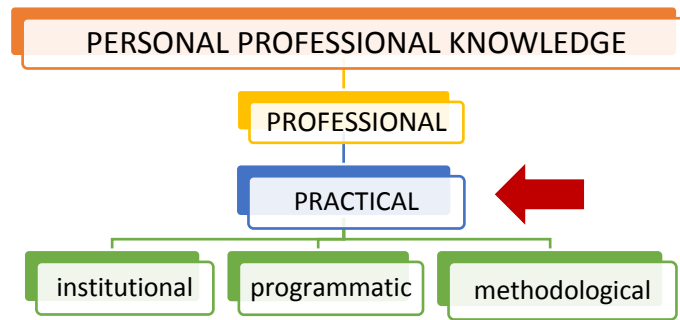 PERSONAL PROFESSIONAL KNOWLEDGE
PROFESSIONAL
PRACTICAL
institutional
programmatic
methodological